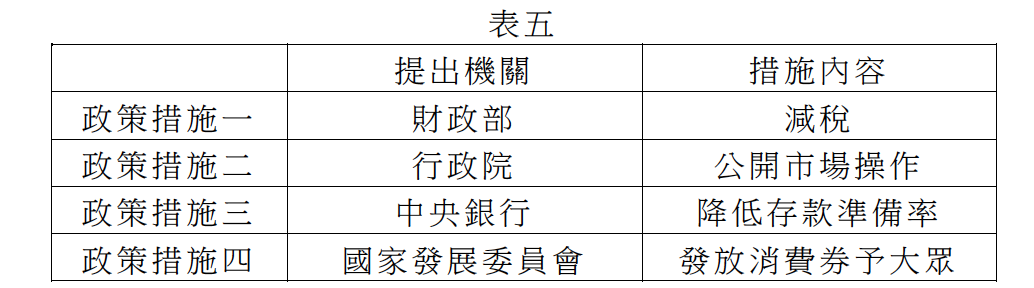 表五
提出機關 措施內容
政策措施一 財政部 減稅
政策措施二 行政院 公開市場操作
政策措施三 中央銀行 降低存款準備率
政策措施四 國家發展委員會 發放消費券予大眾